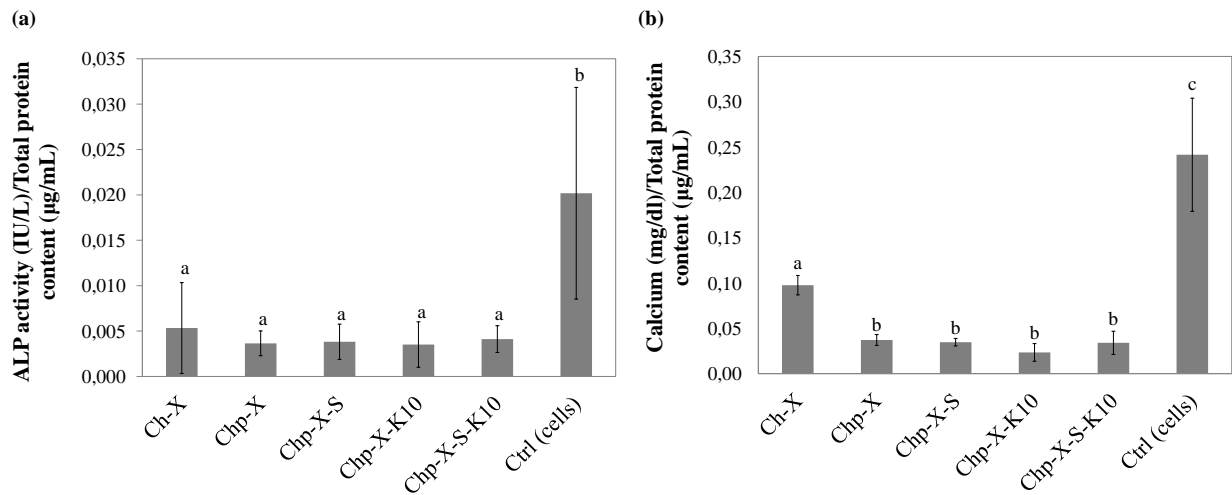 (a)
ALP activity (IU/L)/Total protein
content (µg/mL)
0,035
0,030
0,025
0,020
0,015
0,010
0,005
0,000
a
a
a
a
a
b
Ch-X
Chp-X
Chp-X-S
Chp-X-K10
Chp-X-S-K10
Ctrl (cells)
(b)
Calcium (mg/dl)/Total protein
content (µg/mL)
0,35
0,30
0,25
0,20
0,15
0,10
0,05
0,00
a
b
b
b
b
c
Ch-X
Chp-X
Chp-X-S
Chp-X-K10
Chp-X-S-K10
Ctrl (cells)